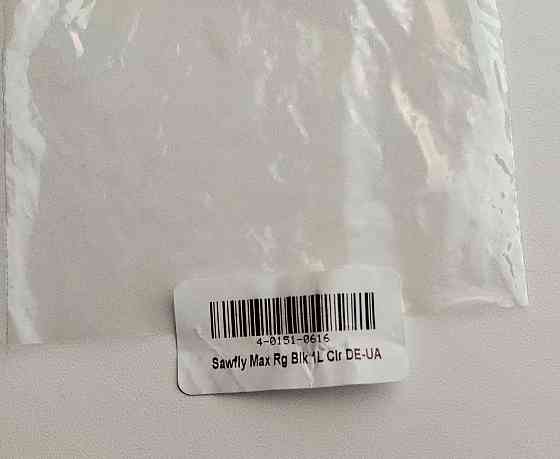 4-0151-0616
Sawfly Max Rg Blk 1L Clr DE-UA